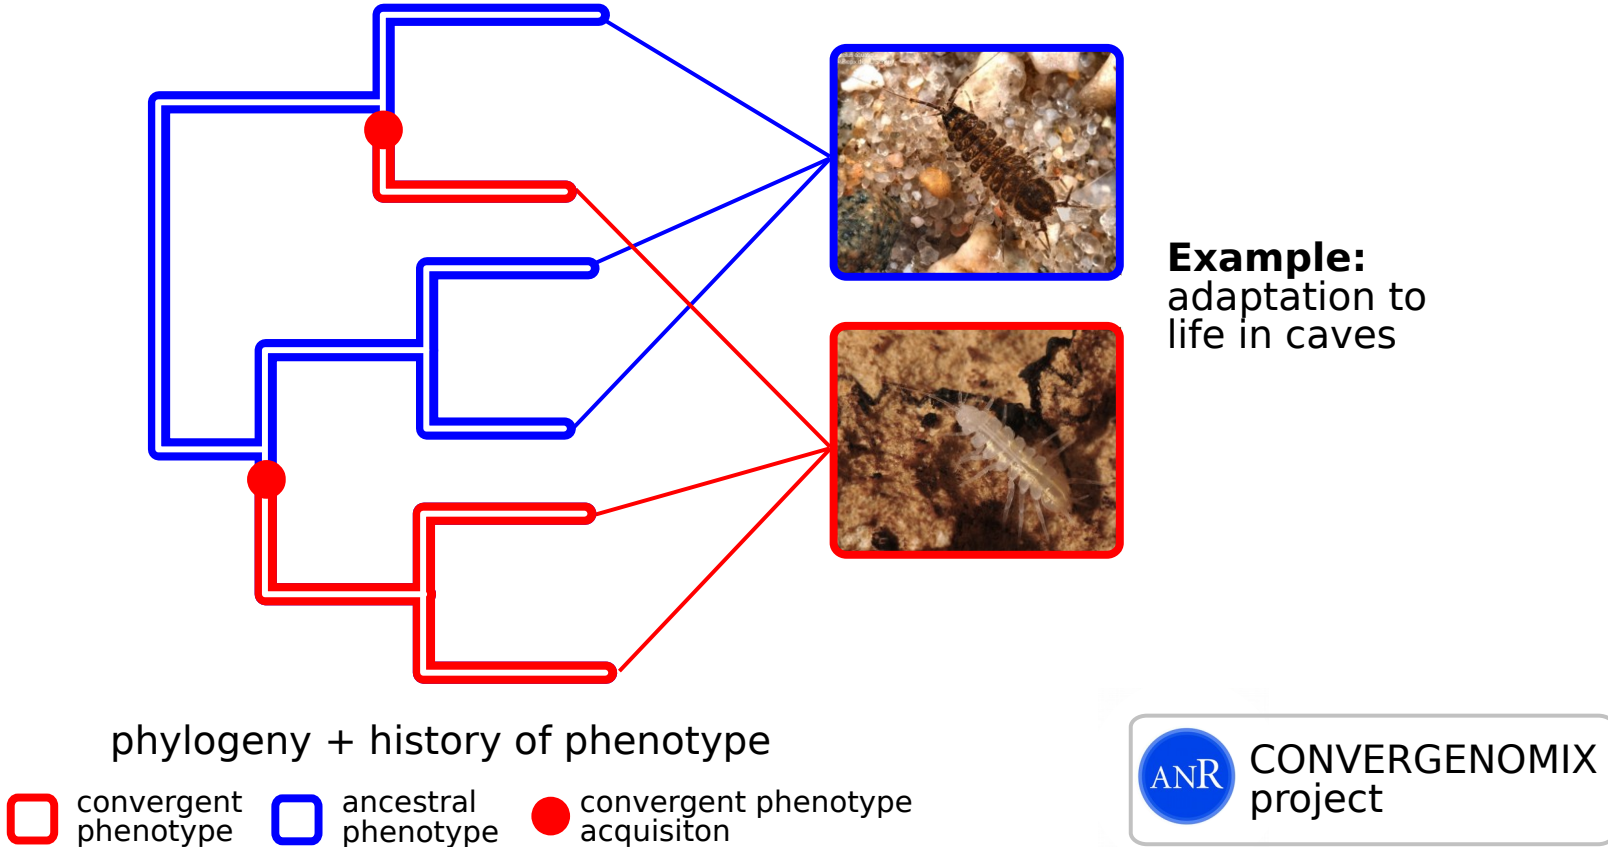 Example:
adaptation to
life in caves
phylogeny + history of phenotype
convergent
phenotype
ancestral
phenotype
convergent phenotype
acquisiton
ANR
CONVERGENOMIX
project